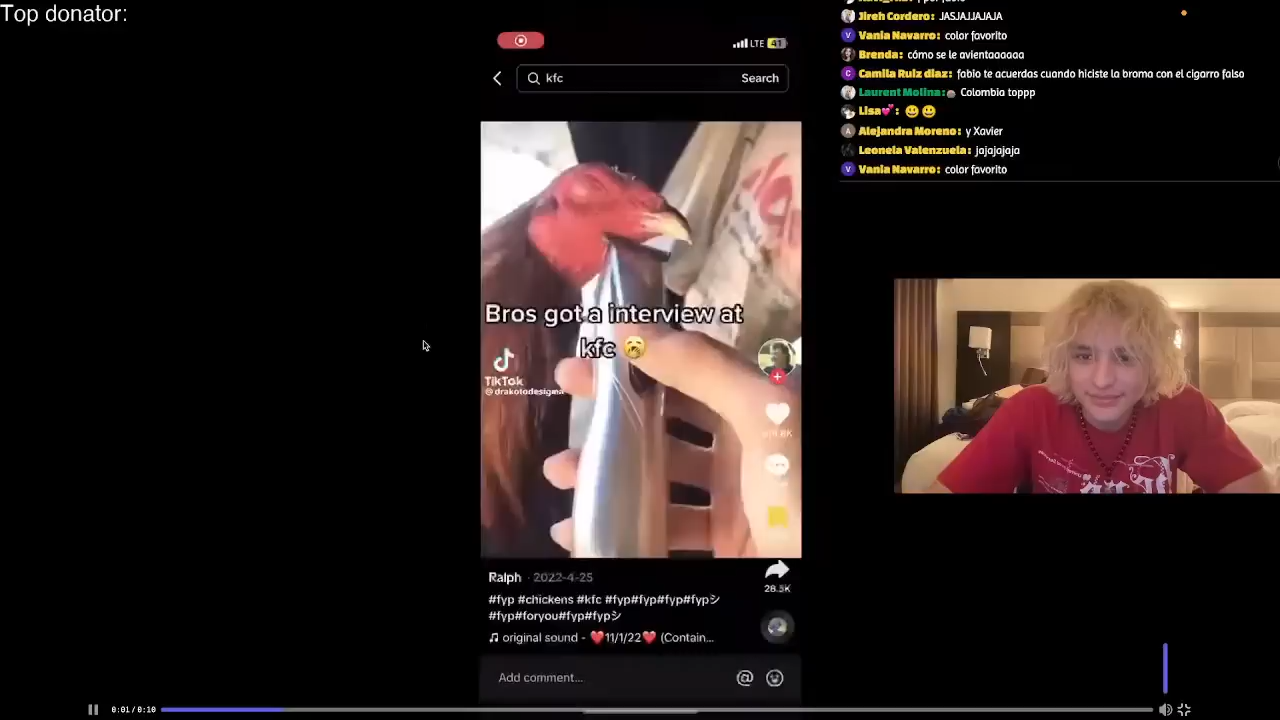 Top donator:
LTE 41
kfc
Search
Bros got a interview at
kfc
TikTok
@drakotodesigna
28.3K
Ralph · 2022-4-25
#fyp #chickens #kfc #fyp#fyp#fyp#fypシ
#fyp#foryou#fyp#fypシ
original sound - ❤️11/1/22❤️ (Contain...
Add comment...
Jireh Cordero: JASJAJJAJAJA
Vania Navarro: color favorito
Brenda: cómo se le avientaaaaaa
Camila Ruiz diaz: fabio te acuerdas cuando hiciste la broma con el cigarro falso
Laurent Molina: Colombia toppp
Lisa💕: 😃 😃
Alejandra Moreno: y Xavier
Leonela Valenzuela: jajajajaja
Vania Navarro: color favorito
0:01 / 0:10